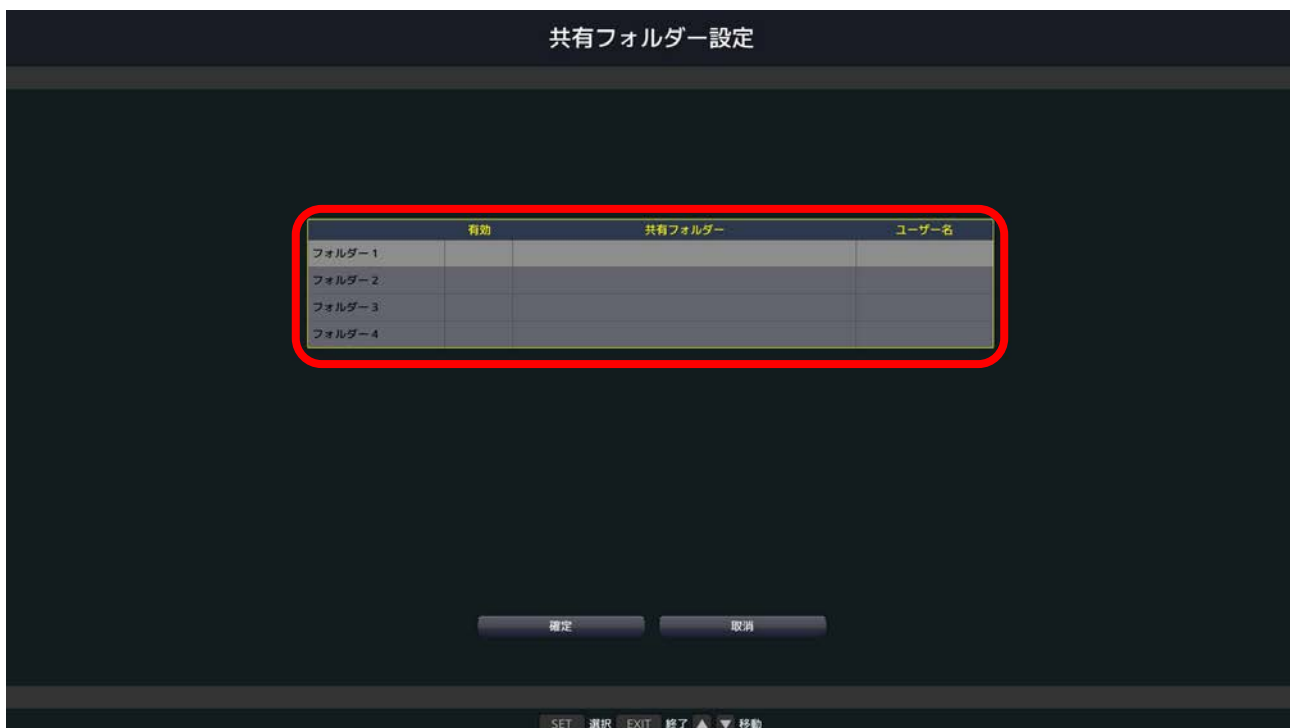 共有フォルダー設定
有効 共有フォルダー ユーザー名
フォルダー 1
フォルダー 2
フォルダー 3
フォルダー 4
確定 取消
SET 選択 EXIT 終了 ▲ ▼ 移動